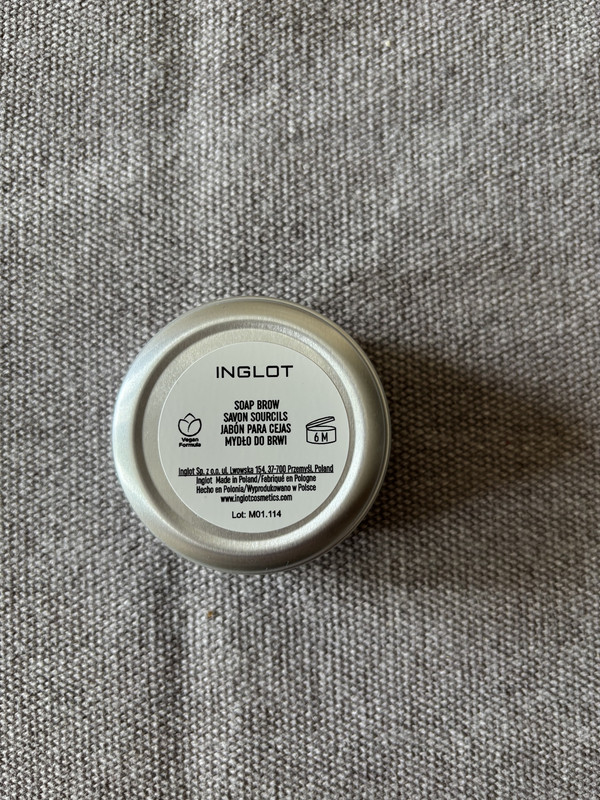 INGLOT
SOAP BROW
SAVON SOURCILS
JABÓN PARA CEJAS
MYDŁO DO BRWI
Vegan
Formula
6 M
Inglot Sp. z o.o. ul. Lwowska 154, 37-700 Przemyśl, Poland
Inglot Made in Poland/Fabriqué en Pologne
Hecho en Polonia/Wyprodukowano w Polsce
www.inglotcosmetics.com
Lot: M01.114